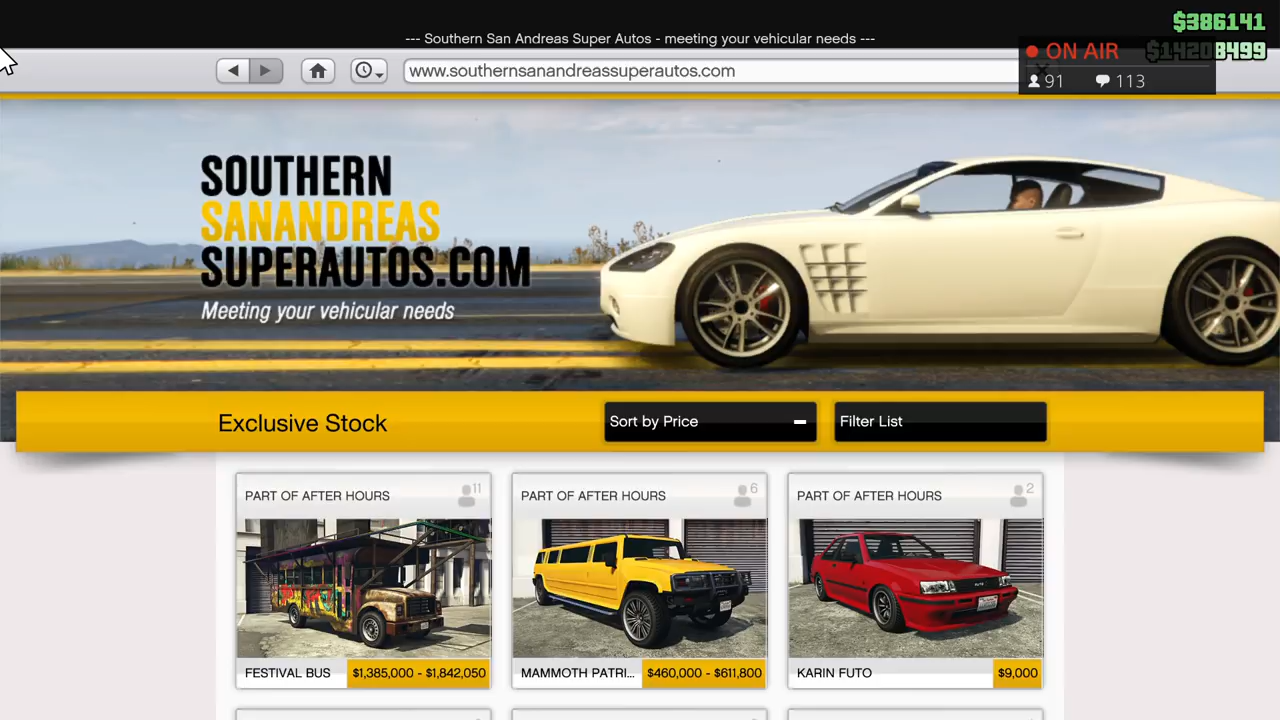 $386141
--- Southern San Andreas Super Autos - meeting your vehicular needs ---
ON AIR
$14208499
www.southernsanandreassuperautos.com
91 113
SOUTHERN
SANANDREAS
SUPERAUTOS.COM
Meeting your vehicular needs
Exclusive Stock
Sort by Price
Filter List
PART OF AFTER HOURS 11
PART OF AFTER HOURS 6
PART OF AFTER HOURS 2
FESTIVAL BUS $1,385,000 - $1,842,050
MAMMOTH PATRI... $460,000 - $611,800
KARIN FUTO $9,000